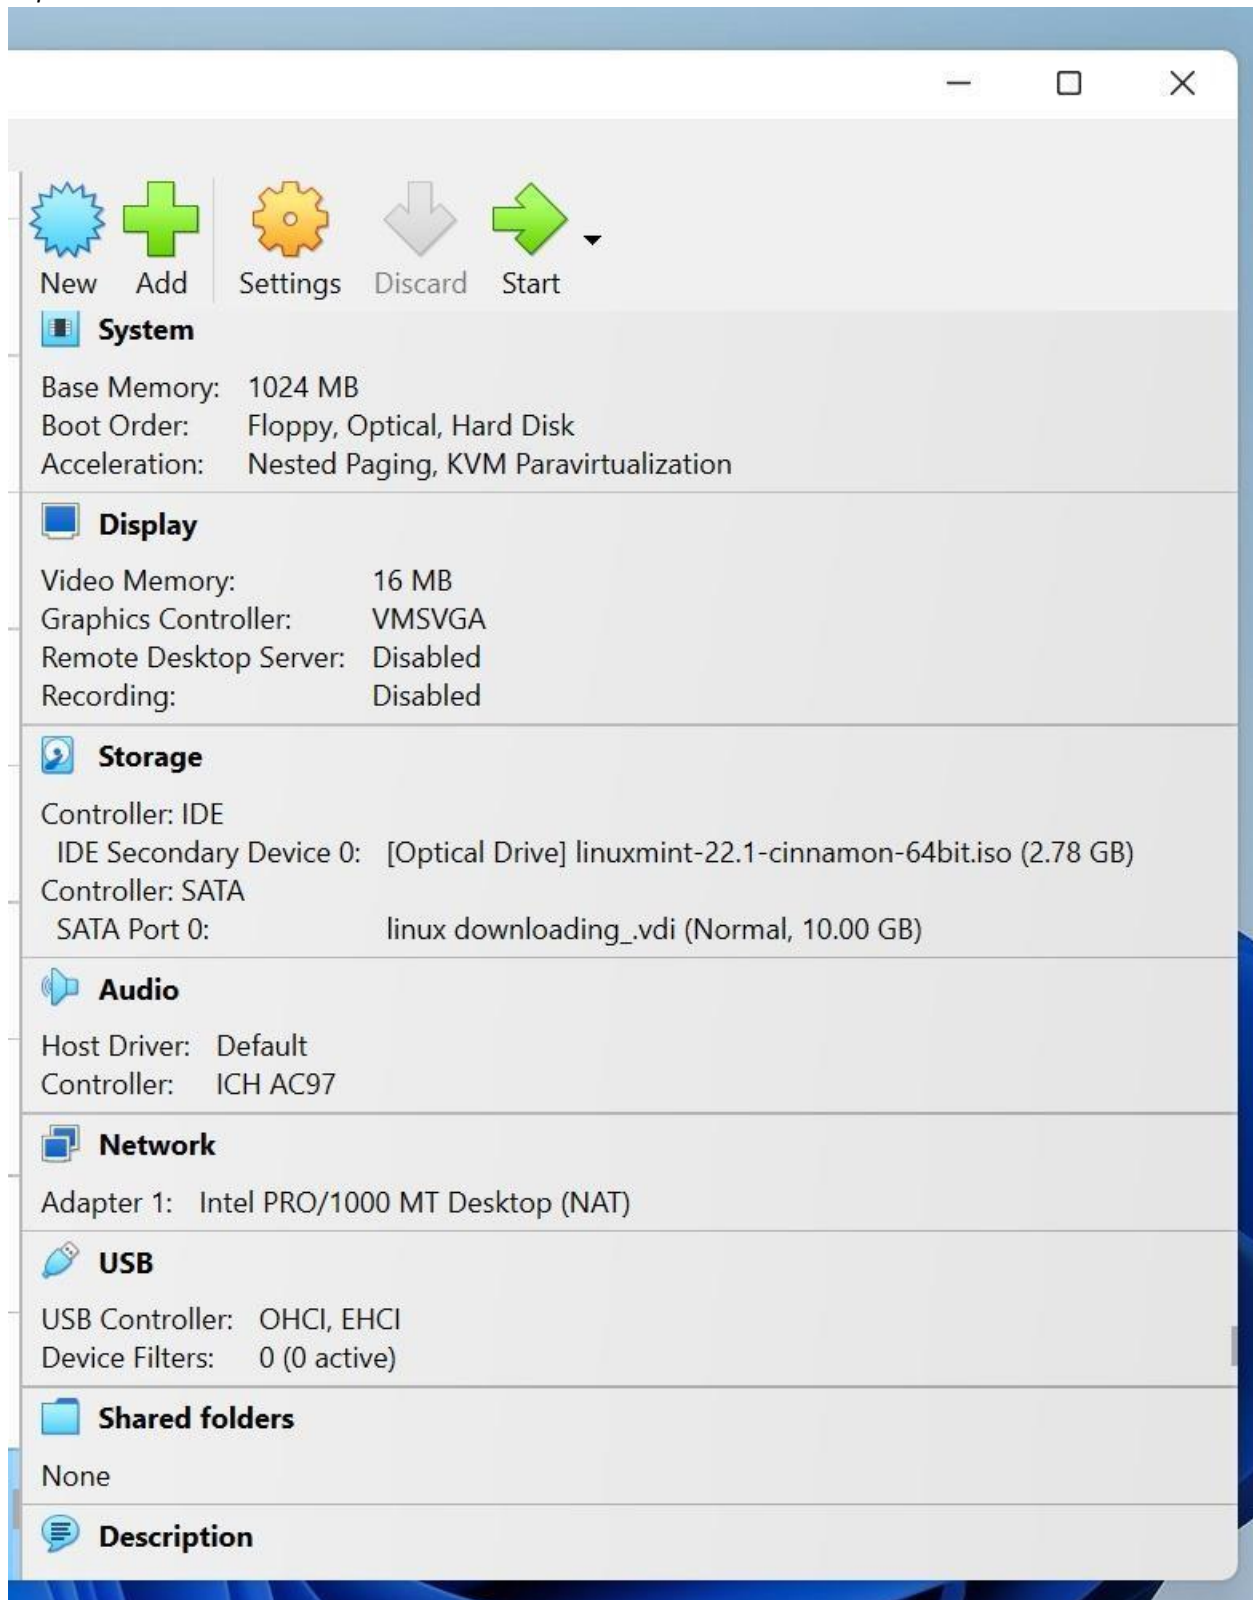 New Add Settings Discard Start
System
Base Memory: 1024 MB
Boot Order: Floppy, Optical, Hard Disk
Acceleration: Nested Paging, KVM Paravirtualization
Display
Video Memory: 16 MB
Graphics Controller: VMSVGA
Remote Desktop Server: Disabled
Recording: Disabled
Storage
Controller: IDE
IDE Secondary Device 0: [Optical Drive] linuxmint-22.1-cinnamon-64bit.iso (2.78 GB)
Controller: SATA
SATA Port 0: linux downloading_.vdi (Normal, 10.00 GB)
Audio
Host Driver: Default
Controller: ICH AC97
Network
Adapter 1: Intel PRO/1000 MT Desktop (NAT)
USB
USB Controller: OHCI, EHCI
Device Filters: 0 (0 active)
Shared folders
None
Description